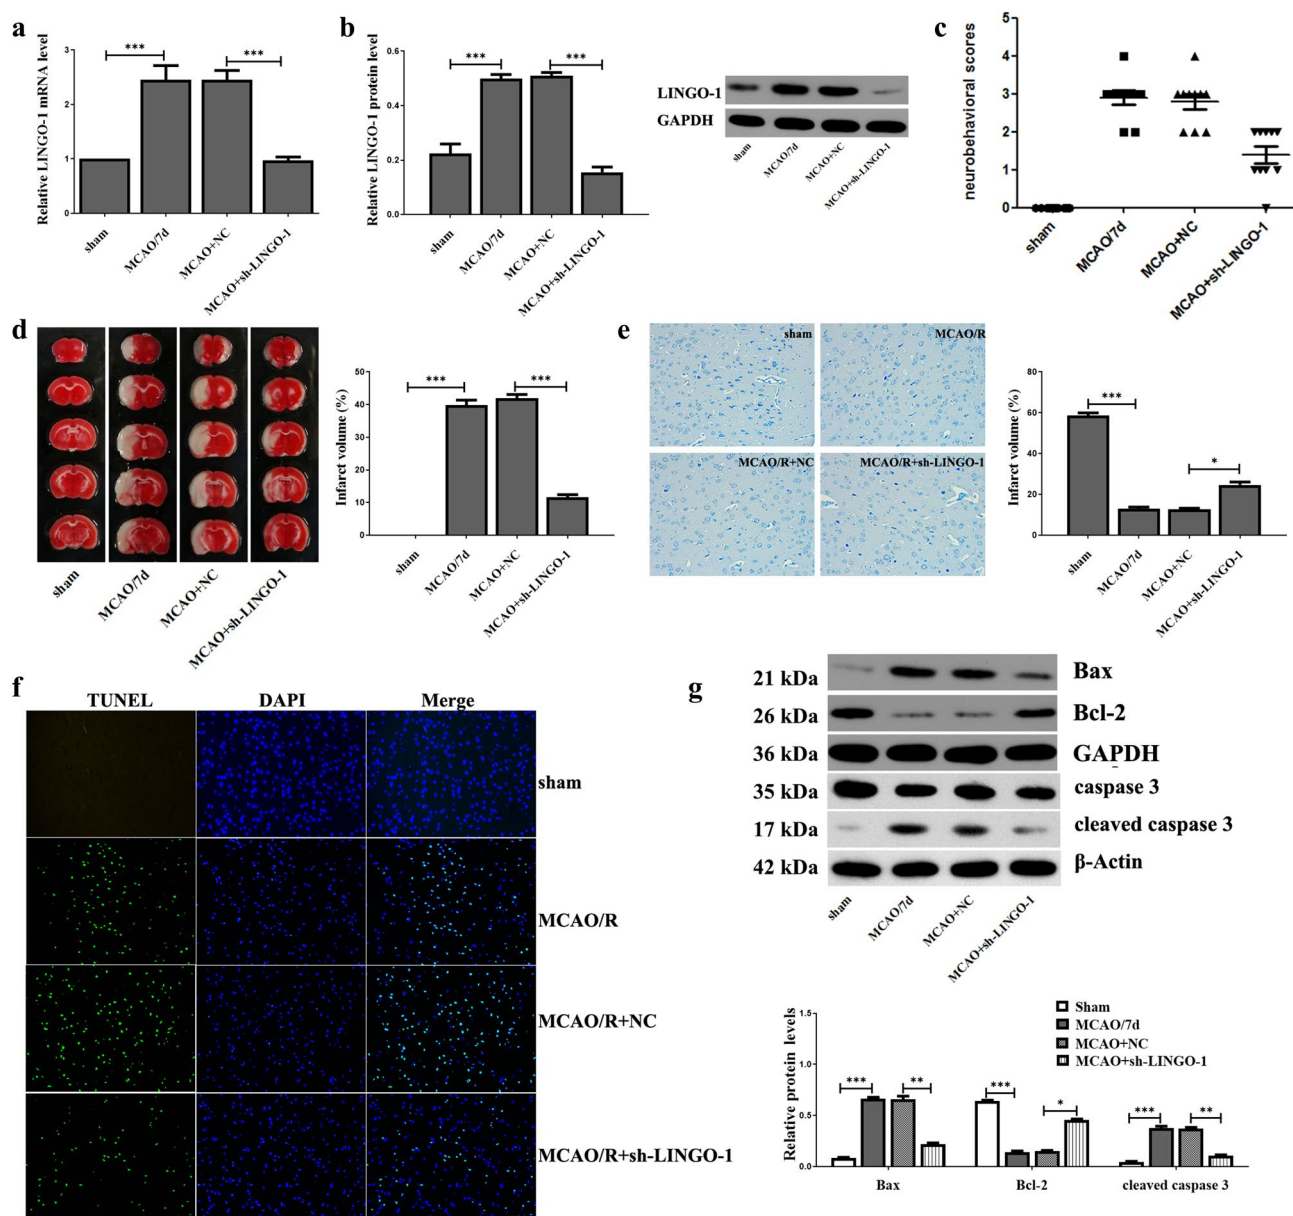 a
Relative LINGO-1 mRNA level
3
2
1
0
***
***
sham
MCAO/7d
MCAO+NC
MCAO+sh-LINGO-1
b
Relative LINGO-1 protein level
0.6
0.4
0.2
0.0
***
***
sham
MCAO/7d
MCAO+NC
MCAO+sh-LINGO-1
LINGO-1
GAPDH
sham
MCAO/7d
MCAO+NC
MCAO+sh-LINGO-1
c
neurobehavioral scores
5
4
3
2
1
0
sham
MCAO/7d
MCAO+NC
MCAO+sh-LINGO-1
d
sham
MCAO/7d
MCAO+NC
MCAO+sh-LINGO-1
Infarct volume (%)
50
40
30
20
10
0
***
***
sham
MCAO/7d
MCAO+NC
MCAO+sh-LINGO-1
e
sham
MCAO/R
MCAO/R+NC
MCAO/R+sh-LINGO-1
Infarct volume (%)
80
60
40
20
0
***
*
sham
MCAO/7d
MCAO+NC
MCAO+sh-LINGO-1
f
TUNEL DAPI Merge
sham
MCAO/R
MCAO/R+NC
MCAO/R+sh-LINGO-1
g
21 kDa Bax
26 kDa Bcl-2
36 kDa GAPDH
35 kDa caspase 3
17 kDa cleaved caspase 3
42 kDa β-Actin
sham
MCAO/7d
MCAO+NC
MCAO+sh-LINGO-1
Sham
MCAO/7d
MCAO+NC
MCAO+sh-LINGO-1
Relative protein levels
1.5
1.0
0.5
0.0
*** **
*** *
*** **
Bax Bcl-2 cleaved caspase 3